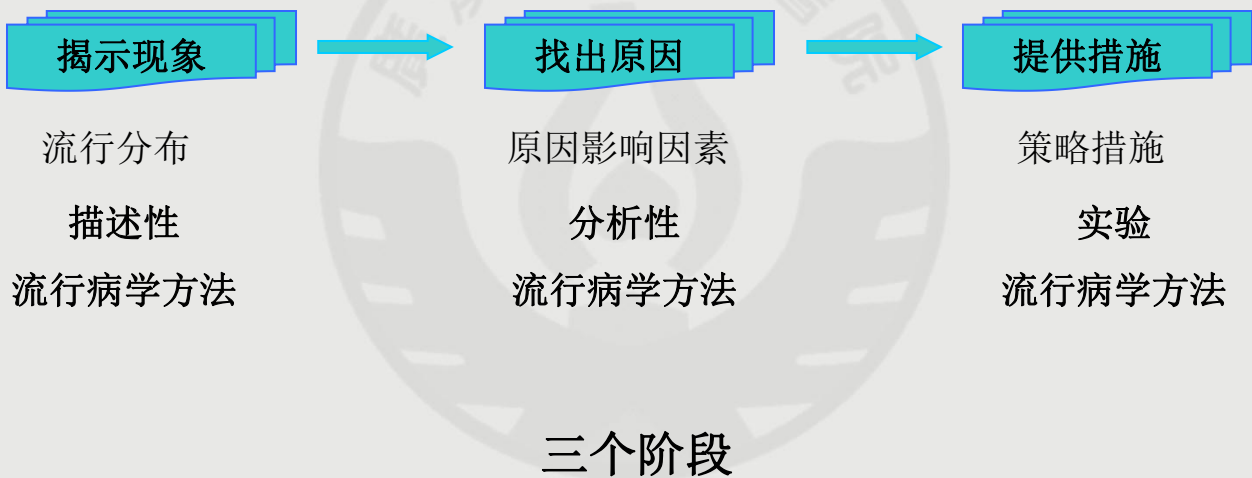 揭示现象
找出原因
提供措施
流行分布
原因影响因素
策略措施
描述性
分析性
实验
流行病学方法
流行病学方法
流行病学方法
三个阶段